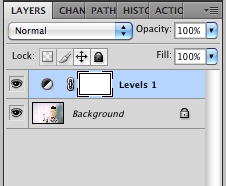 LAYERS CHAN PATH HISTO ACTIO
Normal Opacity: 100%
Lock: Fill: 100%
Levels 1
Background